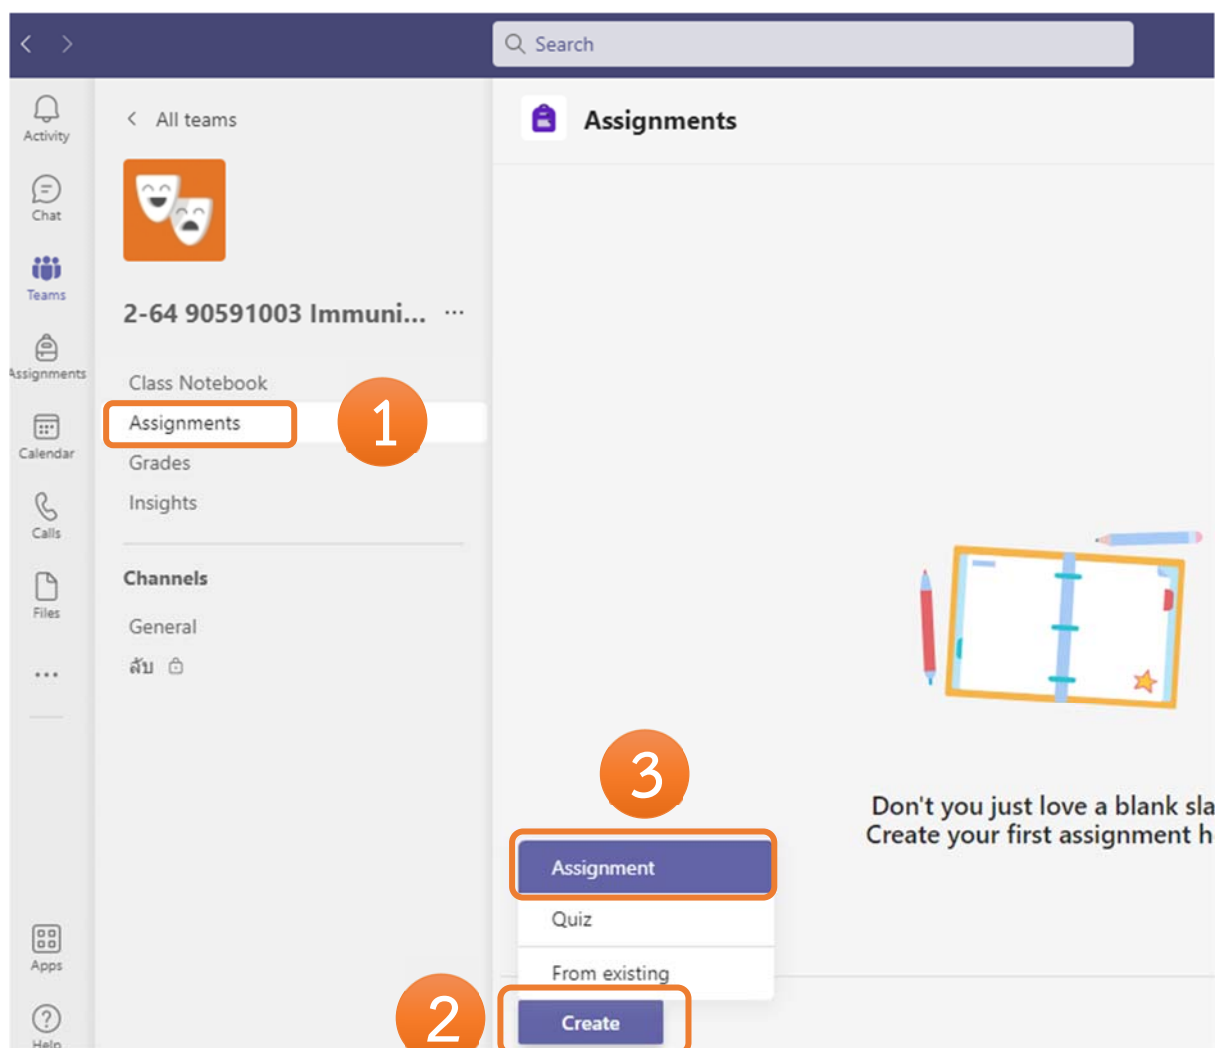 Search
Activity
Chat
Teams
Assignments
Calendar
Calls
Files
Apps
Help
All teams
2-64 90591003 Immuni... ...
Class Notebook
Assignments
1
Grades
Insights
Channels
General
ลับ
Assignments
Don't you just love a blank sla
Create your first assignment h
3
Assignment
Quiz
From existing
2
Create